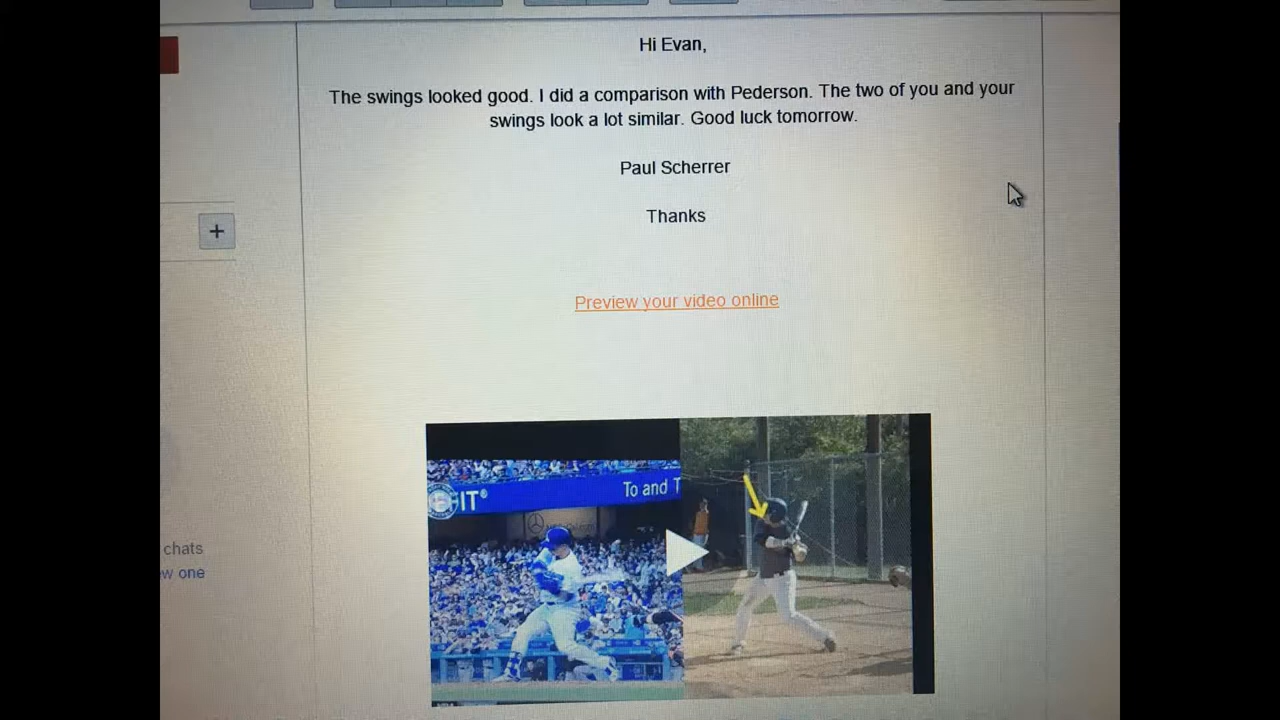 Hi Evan,
The swings looked good. I did a comparison with Pederson. The two of you and your
swings look a lot similar. Good luck tomorrow.
Paul Scherrer
Thanks
+
Preview your video online
IT®
To and T
chats
w one